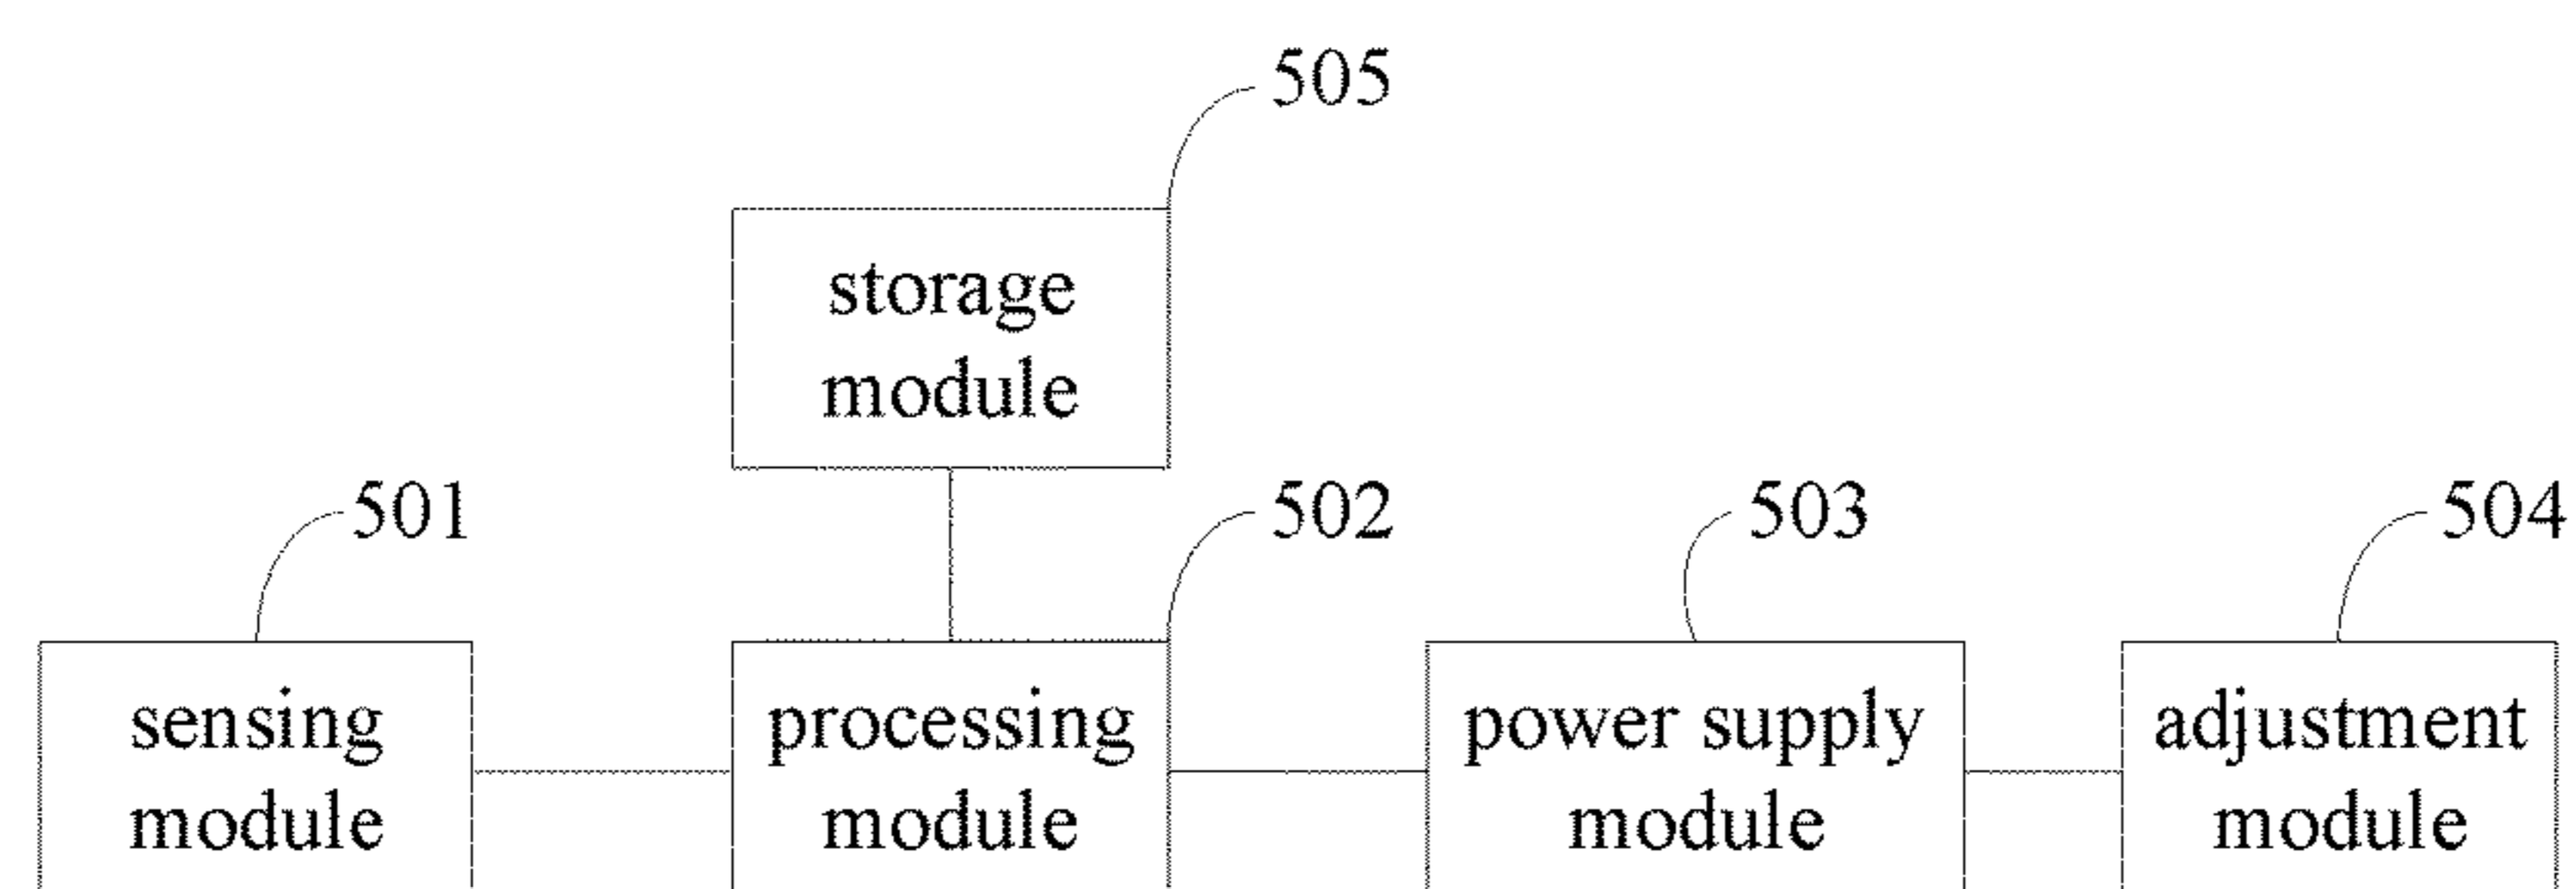 505
storage
module
501
502
503
504
sensing
module
processing
module
power supply
module
adjustment
module